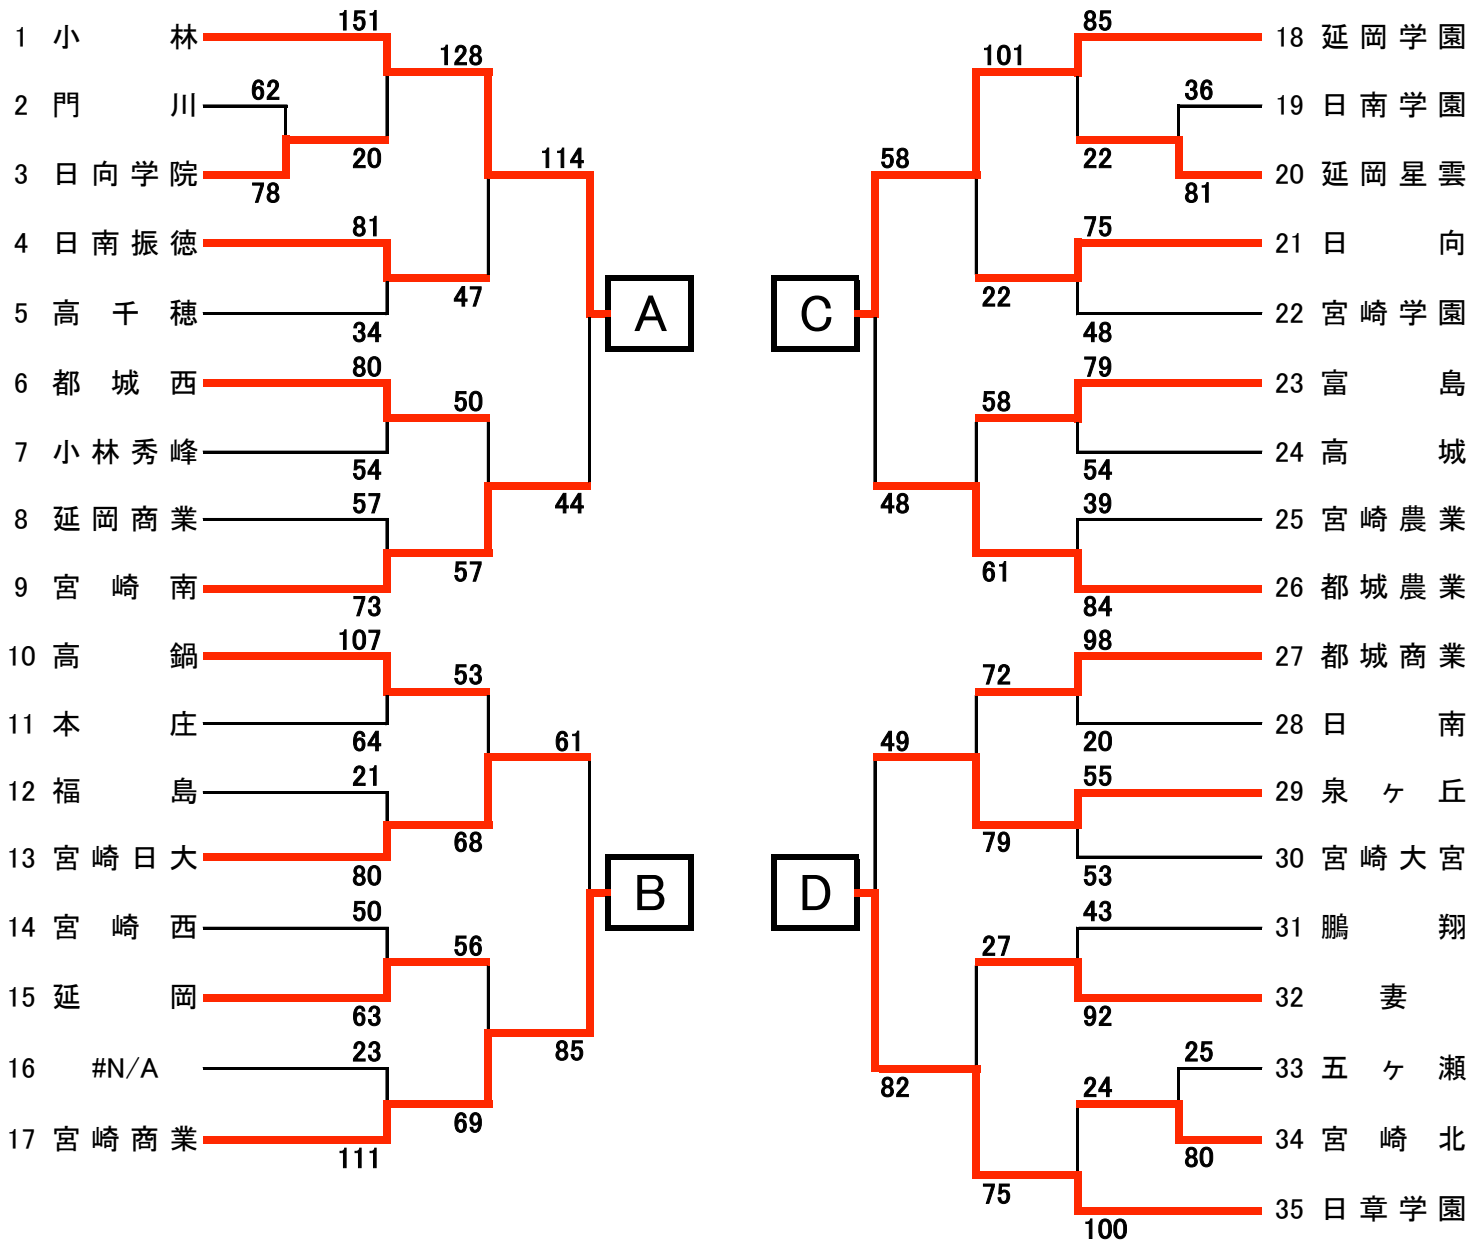 151
1 小林
128
62
2 門川
20
114
3 日向学院
78
81
4 日南振徳
47
A
5 高千穂
34
80
6 都城西
50
7 小林秀峰
54
57
44
8 延岡商業
57
9 宮崎南
73
107
10 高鍋
53
11 本庄
64
61
21
12 福島
68
13 宮崎日大
80
B
50
14 宮崎西
56
15 延岡
63
85
23
16 #N/A
69
17 宮崎商業
111
85
18 延岡学園
101
36
19 日南学園
58
22
20 延岡星雲
81
75
21 日向
C
22
22 宮崎学園
48
79
23 富島
58
24 高城
54
48
39
25 宮崎農業
61
26 都城農業
84
98
27 都城商業
72
28 日南
20
49
55
29 泉ヶ丘
79
30 宮崎大宮
53
D
43
31 鵬翔
27
32 妻
92
25
33 五ヶ瀬
82
24
34 宮崎北
80
75
35 日章学園
100